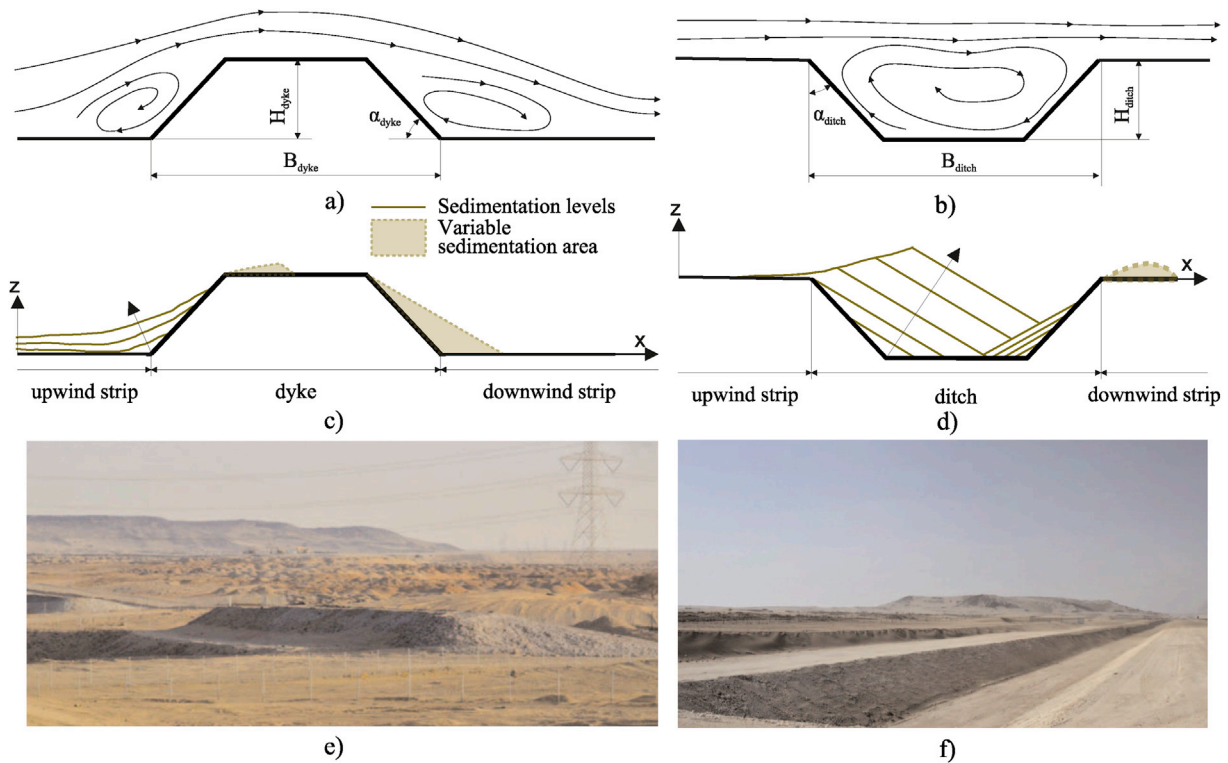 H_dyke
α_dyke
B_dyke
a)
α_ditch
H_ditch
B_ditch
b)
Sedimentation levels
Variable
sedimentation area
z
x
upwind strip
dyke
downwind strip
c)
z
x
upwind strip
ditch
downwind strip
d)
e)
f)